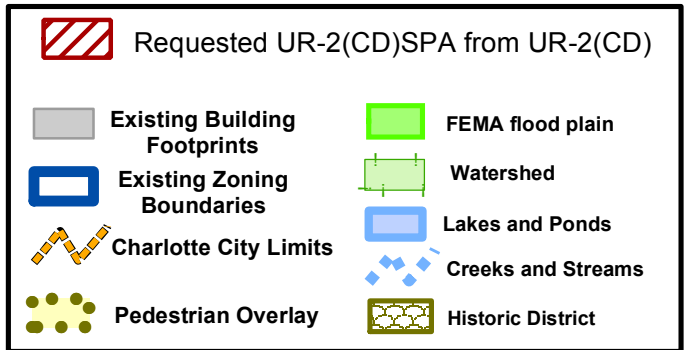 Requested UR-2(CD)SPA from UR-2(CD)
Existing Building
Footprints
Existing Zoning
Boundaries
Charlotte City Limits
Pedestrian Overlay
FEMA flood plain
Watershed
Lakes and Ponds
Creeks and Streams
Historic District